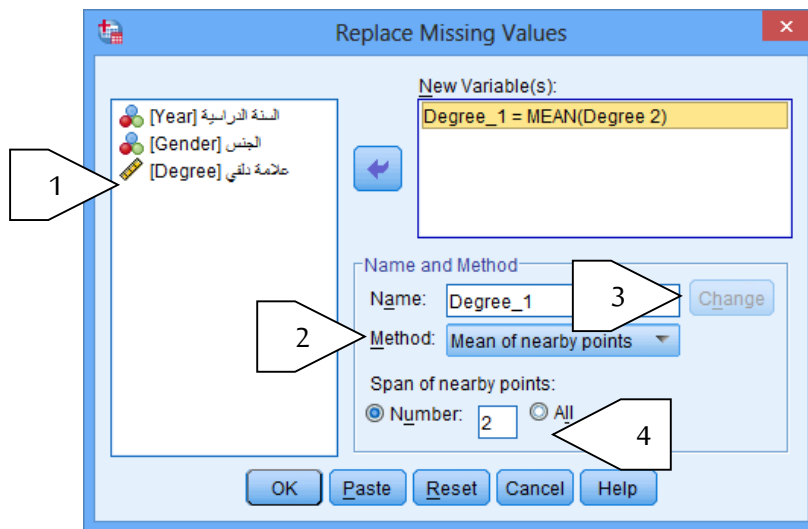 Replace Missing Values
السنة الدراسية [Year]
الجنس [Gender]
علامة دلفي [Degree]
1
New Variable(s):
Degree_1 = MEAN(Degree 2)
Name and Method
Name: Degree_1
3
Change
2
Method: Mean of nearby points
Span of nearby points:
Number: 2 All
4
OK Paste Reset Cancel Help